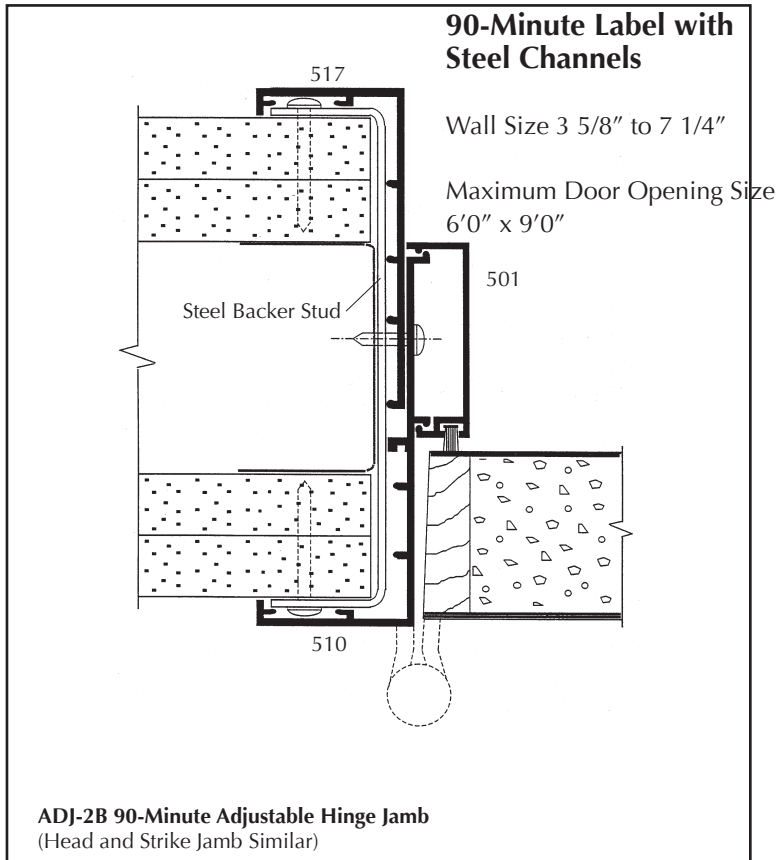 90-Minute Label with
Steel Channels
517
Wall Size 3 5/8” to 7 1/4”
Maximum Door Opening Size
6’0” x 9’0”
501
Steel Backer Stud
510
ADJ-2B 90-Minute Adjustable Hinge Jamb
(Head and Strike Jamb Similar)